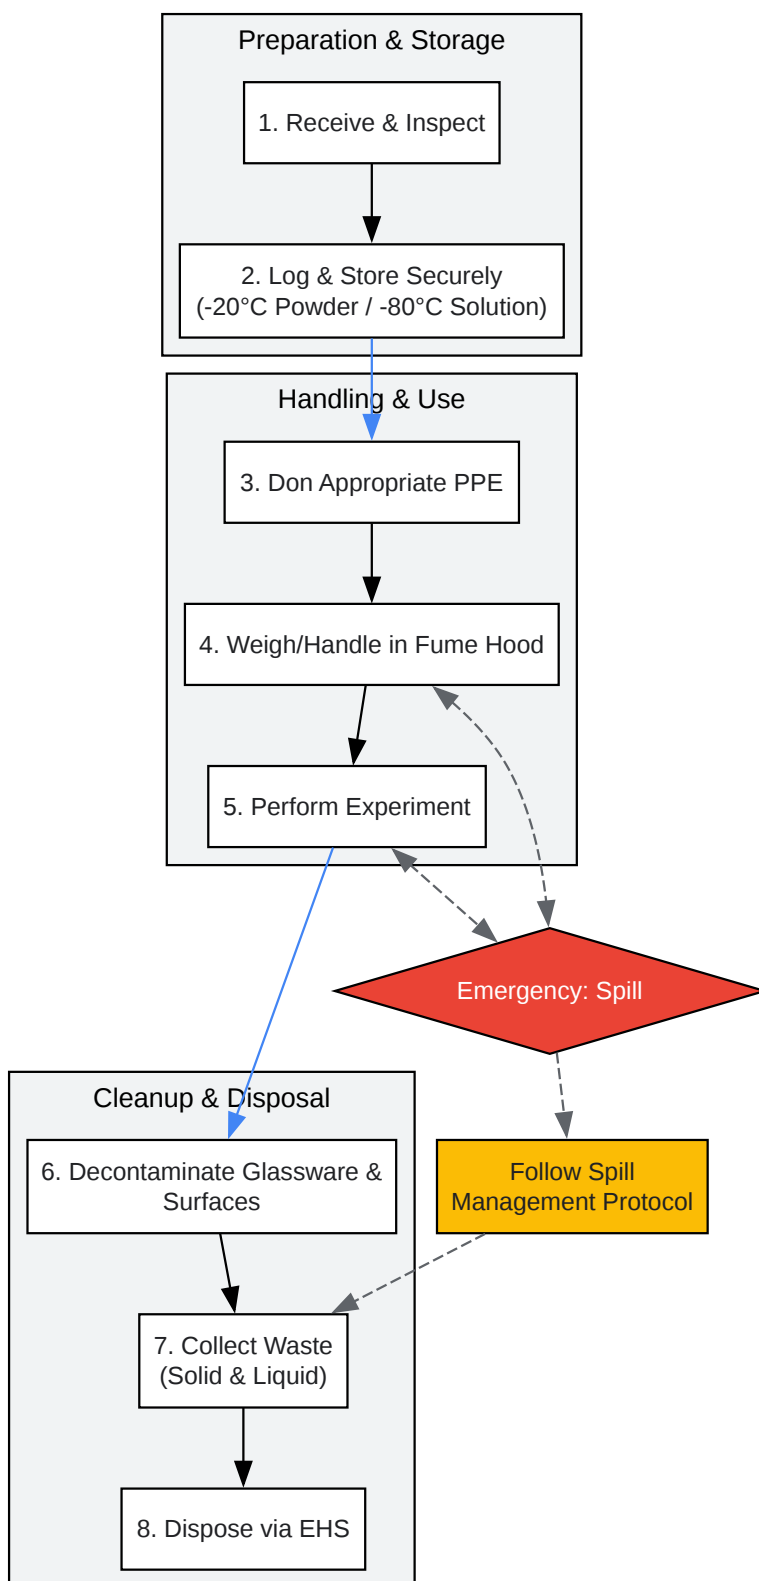 Preparation & Storage
1. Receive & Inspect
2. Log & Store Securely
(-20°C Powder / -80°C Solution)
Handling & Use
3. Don Appropriate PPE
4. Weigh/Handle in Fume Hood
5. Perform Experiment
Emergency: Spill
Cleanup & Disposal
6. Decontaminate Glassware &
Surfaces
Follow Spill
Management Protocol
7. Collect Waste
(Solid & Liquid)
8. Dispose via EHS